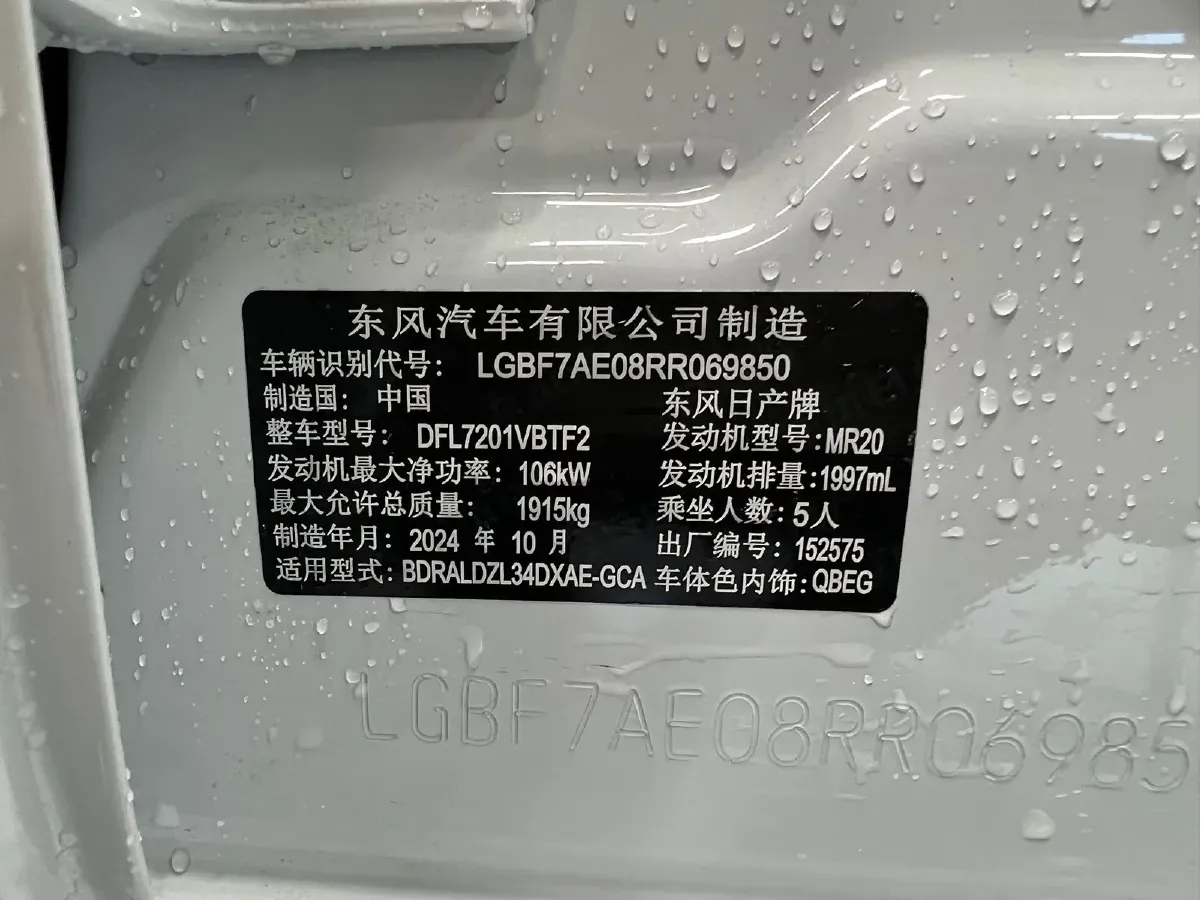 东风汽车有限公司制造
车辆识别代号: LGBF7AE08RR069850
制造国: 中国 东风日产牌
整车型号: DFL7201VBTF2 发动机型号:MR20
发动机最大净功率: 106kW 发动机排量:1997mL
最大允许总质量: 1915kg 乘坐人数:5人
制造年月: 2024 年 10 月 出厂编号: 152575
适用型式: BDRALDZL34DXAE-GCA 车体色内饰:QBEG
LGBF7AE08RR06985